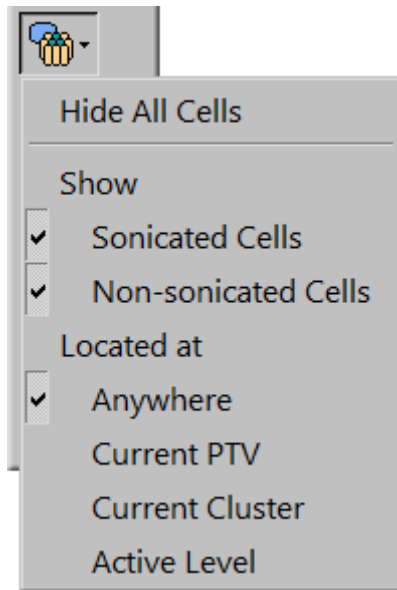 Hide All Cells
Show
Sonicated Cells
Non-sonicated Cells
Located at
Anywhere
Current PTV
Current Cluster
Active Level